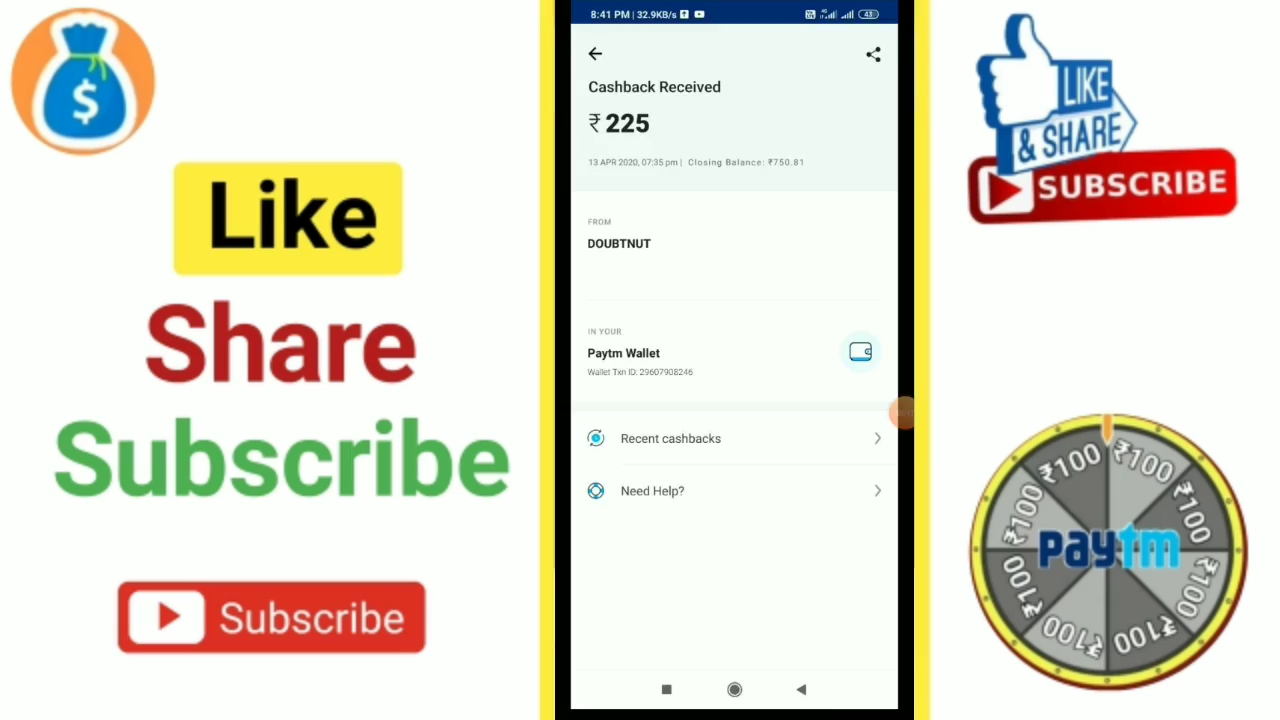 $
Like
Share
Subscribe
Subscribe
8:41 PM | 32.9KB/s
4G
43
Cashback Received
₹ 225
13 APR 2020, 07:35 pm | Closing Balance: ₹750.81
FROM
DOUBTNUT
IN YOUR
Paytm Wallet
Wallet Txn ID: 29607908246
Recent cashbacks
Need Help?
LIKE
& SHARE
SUBSCRIBE
₹100
₹100
₹100
₹100
₹100
₹100
₹100
₹100
paytm